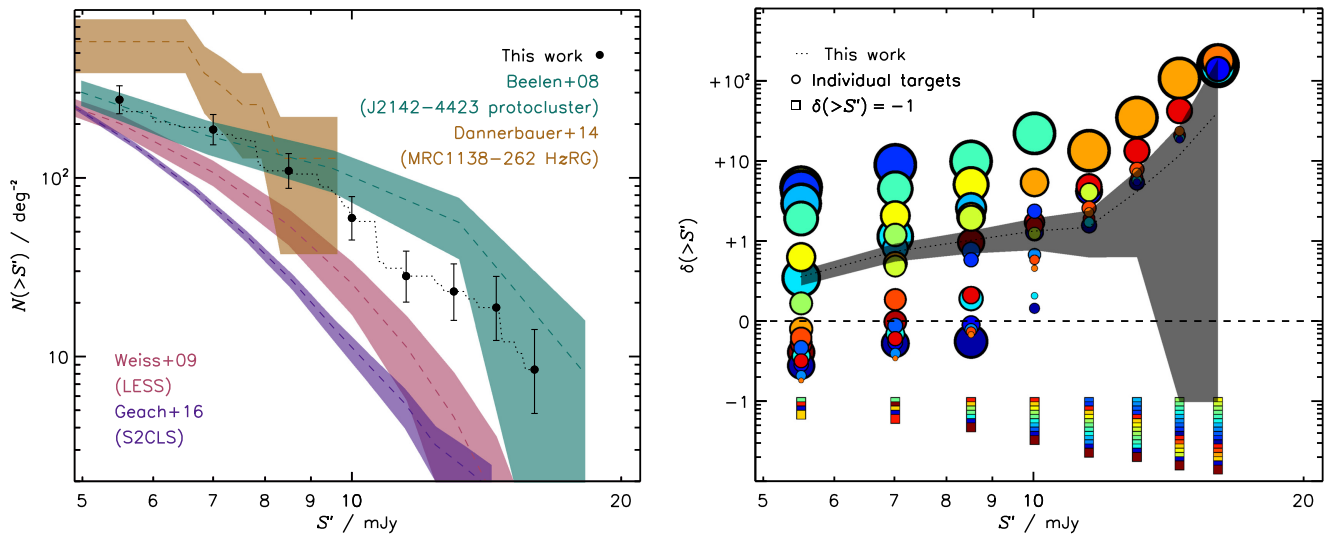 This work
Beelen+08
(J2142−4423 protocluster)
Dannerbauer+14
(MRC1138−262 HzRG)
Weiss+09
(LESS)
Geach+16
(S2CLS)
N(>S') / deg⁻²
10²
10
5
6
7
8
9
10
20
S' / mJy
This work
Individual targets
δ(>S') = −1
δ(>S')
+10²
+10
+1
0
−1
5
6
7
8
9
10
20
S' / mJy